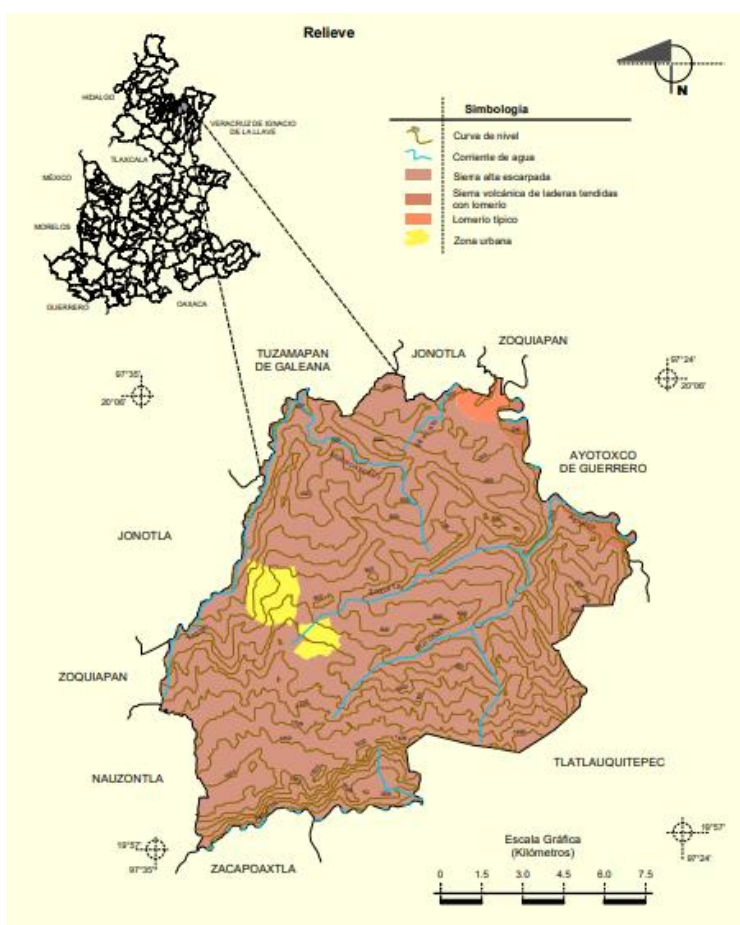 Relieve
HIDALGO
VERACRUZ DE IGNACIO
DE LA LLAVE
TLAXCALA
MÉXICO
MORELOS
GUERRERO
OAXACA
N
Simbología
Curva de nivel
Corriente de agua
Sierra alta escarpada
Sierra volcánica de laderas tendidas
con lomerío
Lomerío típico
Zona urbana
TUZAMAPAN
DE GALEANA
JONOTLA
ZOQUIAPAN
97°35'
20°06'
97°24'
20°06'
AYOTOXCO
DE GUERRERO
JONOTLA
ZOQUIAPAN
NAUZONTLA
TLATLAUQUITEPEC
19°57'
97°35'
ZACAPOAXTLA
19°57'
97°24'
Escala Gráfica
(Kilómetros)
0 1.5 3.0 4.5 6.0 7.5